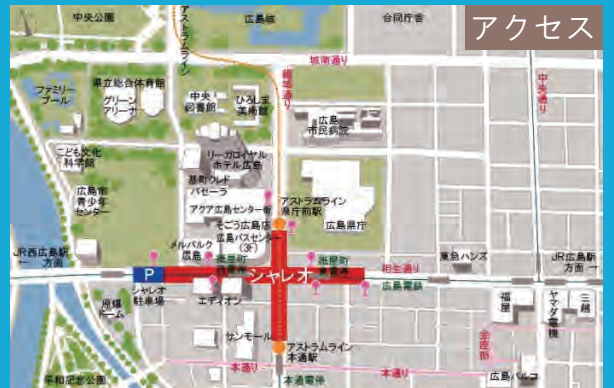 アクセス
中央公園
アストラムライン
広島城
合同庁舎
城南通り
鯉城通り
中央通り
ファミリー
プール
県立総合体育館
グリーン
アリーナ
中央
図書館
ひろしま
美術館
広島
市民病院
こども文化
科学館
リーガロイヤル
ホテル広島
基町クレド
パセーラ
広島市
青少年
センター
アクア広島センター街
アストラムライン
県庁前駅
そごう広島店
広島バスセンター
(3F)
広島県庁
メルパルク
広島
紙屋町
西電停
紙屋町
東電停
JR西広島駅
← 方面
相生通り
東急ハンズ
JR広島駅
方面 →
P
シャレオ
広島電鉄
シャレオ
駐車場
エディオン
原爆
ドーム
福屋
ヤマダ電機
三越
サンモール
金座街
アストラムライン
本通駅
本通り
本通り
広島パルコ
平和記念公園
本通電停